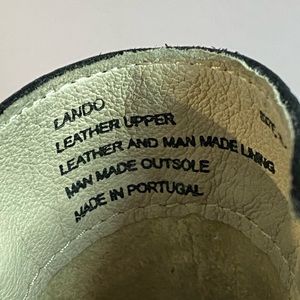 LANDO
LEATHER UPPER
LEATHER AND MAN MADE LINING
MAN MADE OUTSOLE
MADE IN PORTUGAL